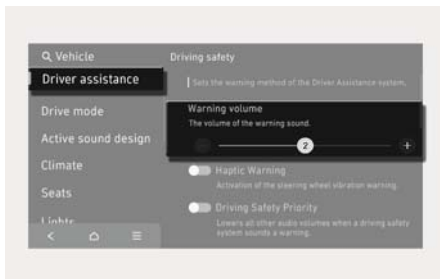 Vehicle
Driving safety
Driver assistance
Sets the warning method of the Driver Assistance system.
Drive mode
Warning volume
The volume of the warning sound.
Active sound design
2
Climate
Haptic Warning
Activation of the steering wheel vibration warning.
Seats
Driving Safety Priority
Lowers all other audio volumes when a driving safety
system sounds a warning.
Lights